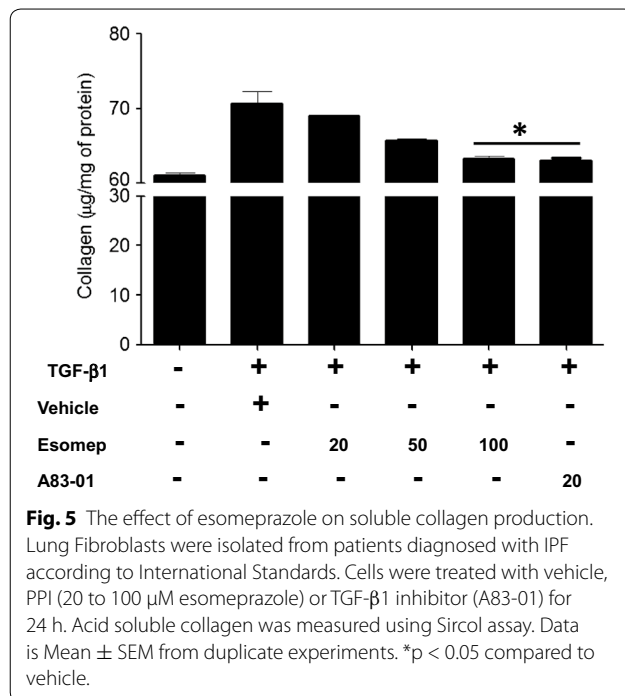 80
*
70
60
30
20
10
0
Collagen (µg/mg of protein)
TGF-β1 - + + + + +
Vehicle - + - - - -
Esomep - - 20 50 100 -
A83-01 - - - - - 20
Fig. 5 The effect of esomeprazole on soluble collagen production.
Lung Fibroblasts were isolated from patients diagnosed with IPF
according to International Standards. Cells were treated with vehicle,
PPI (20 to 100 µM esomeprazole) or TGF-β1 inhibitor (A83-01) for
24 h. Acid soluble collagen was measured using Sircol assay. Data
is Mean ± SEM from duplicate experiments. *p < 0.05 compared to
vehicle.